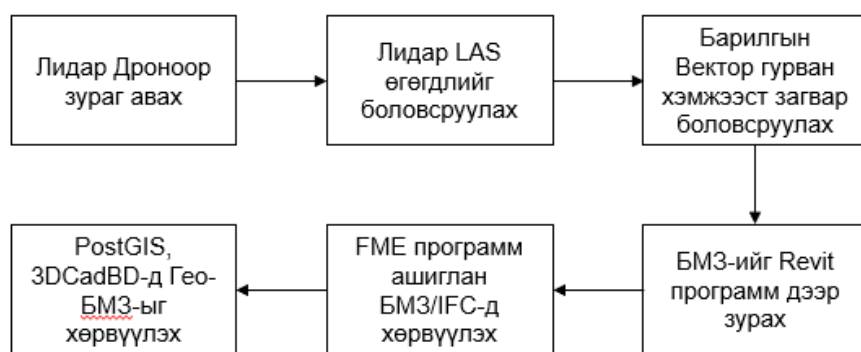 Лидар Дроноор
зураг авах
Лидар LAS
өгөгдлийг
боловсруулах
Барилгын
Вектор гурван
хэмжээст загвар
боловсруулах
PostGIS,
3DCadBD-д Гео-
БМЗ-ыг
хөрвүүлэх
FME программ
ашиглан
БМЗ/IFC-д
хөрвүүлэх
БМЗ-ийг Revit
программ дээр
зурах